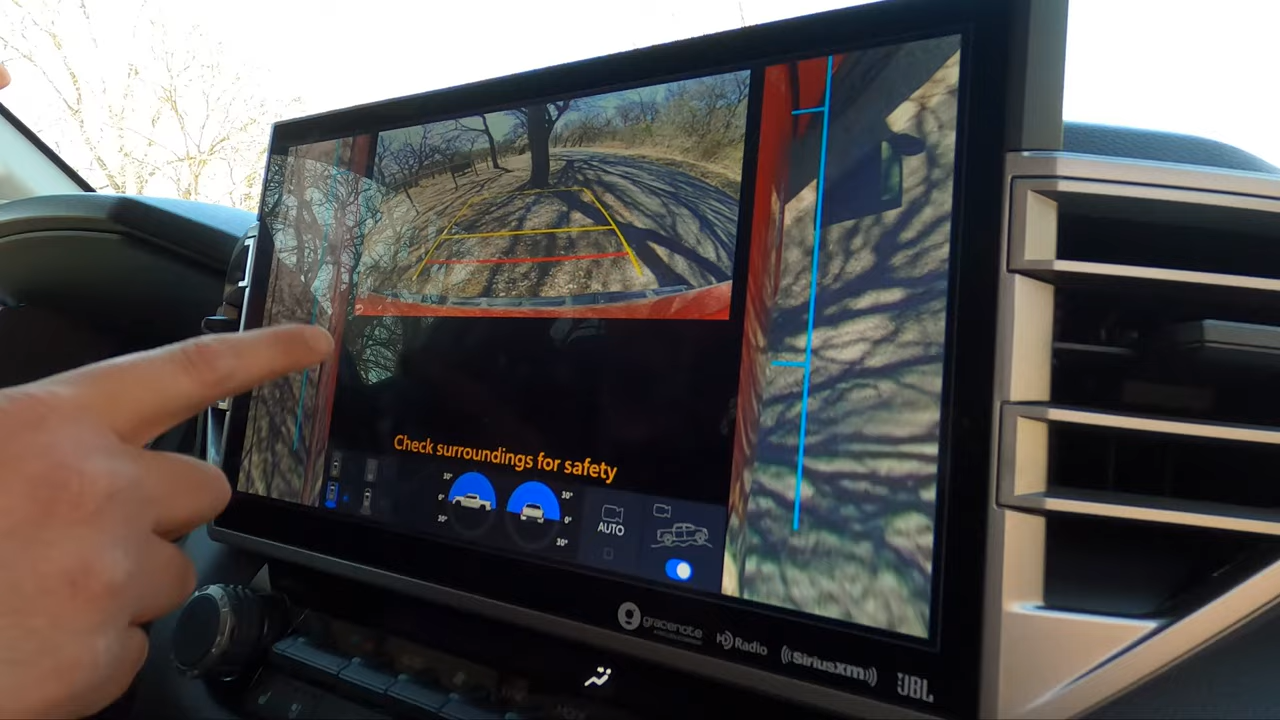 Check surroundings for safety
30°
0°
30°
30°
0°
30°
AUTO
gracenote
HD Radio
((SiriusXM))
JBL